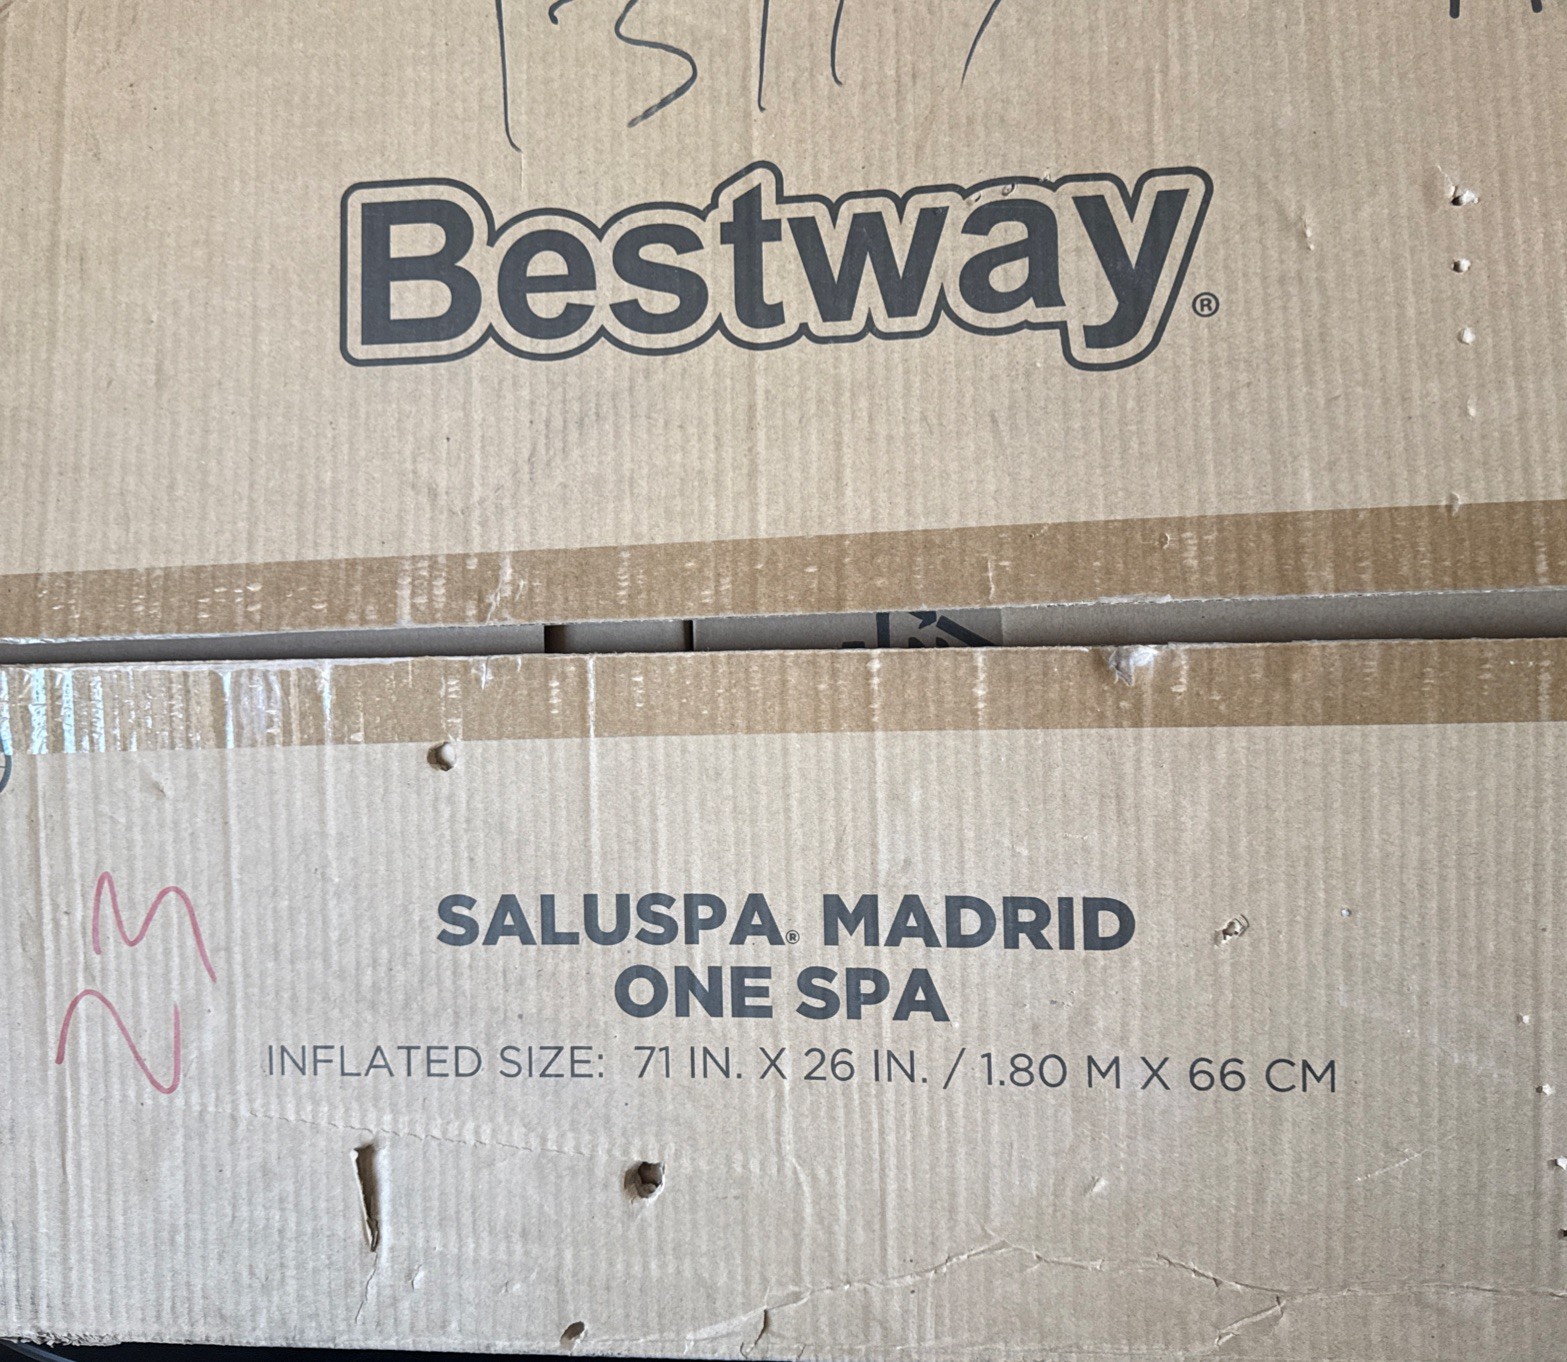 Bestway®
SALUSPA® MADRID
ONE SPA
INFLATED SIZE: 71 IN. X 26 IN. / 1.80 M X 66 CM